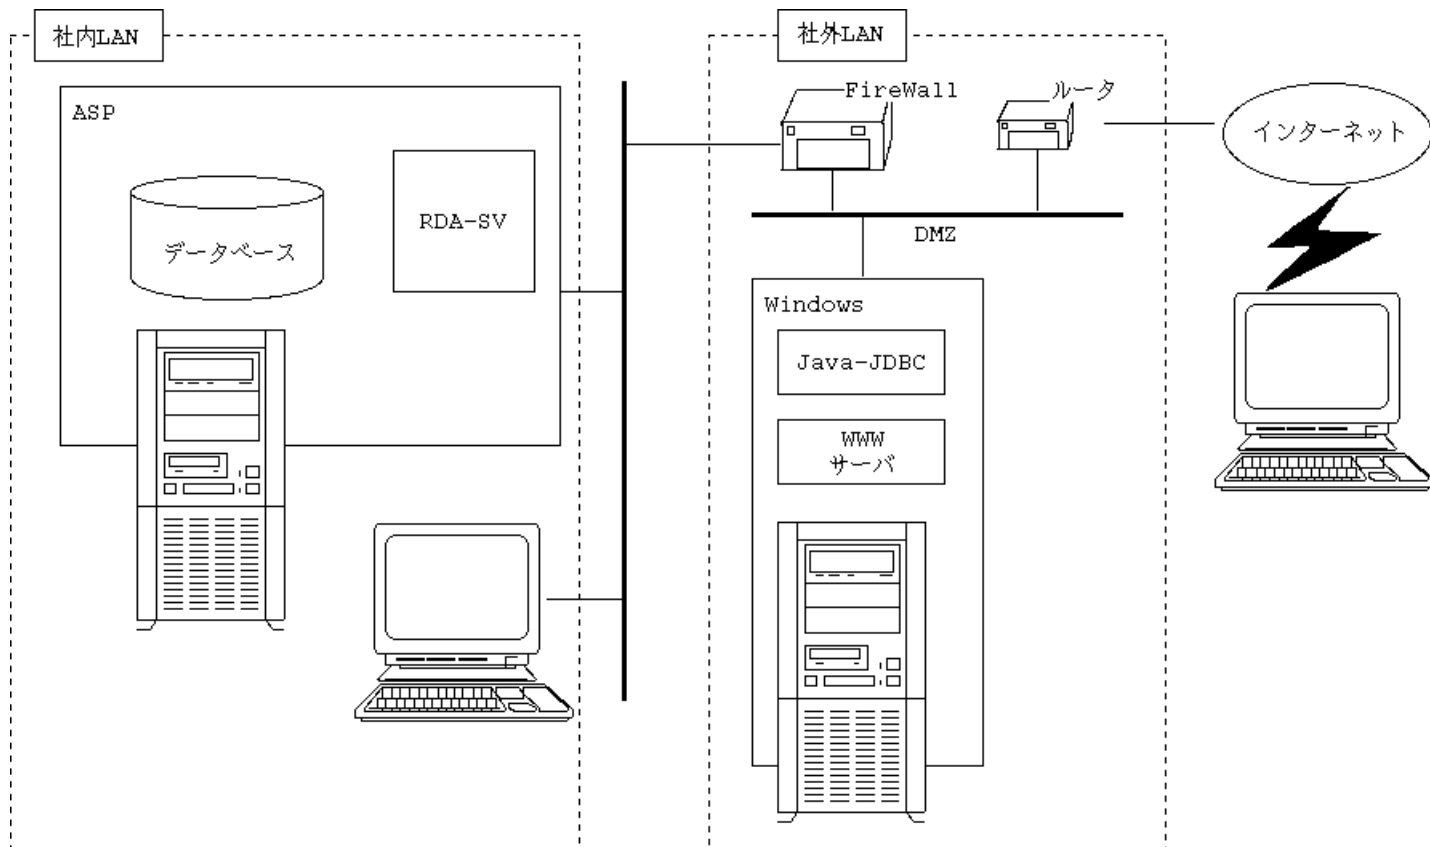 社内LAN
社外LAN
ASP
FireWall
ルータ
インターネット
RDA-SV
データベース
DMZ
Windows
Java-JDBC
WWW
サーバ